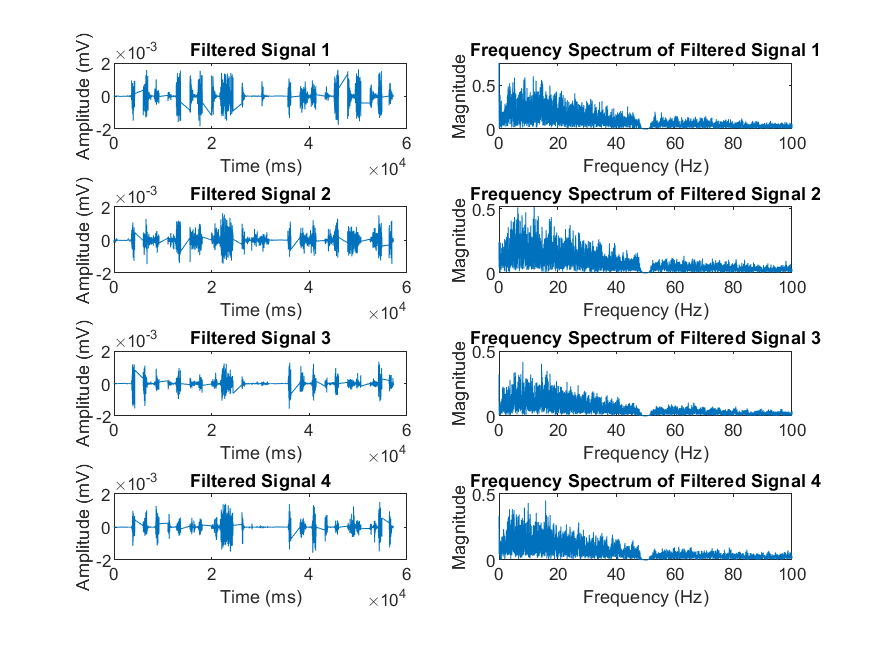 Filtered Signal 1
×10-3
Amplitude (mV)
2
0
-2
0 2 4 6
Time (ms)
×104
Frequency Spectrum of Filtered Signal 1
Magnitude
0.5
0
0 20 40 60 80 100
Frequency (Hz)
Filtered Signal 2
×10-3
Amplitude (mV)
2
0
-2
0 2 4 6
Time (ms)
×104
Frequency Spectrum of Filtered Signal 2
Magnitude
0.5
0
0 20 40 60 80 100
Frequency (Hz)
Filtered Signal 3
×10-3
Amplitude (mV)
2
0
-2
0 2 4 6
Time (ms)
×104
Frequency Spectrum of Filtered Signal 3
Magnitude
0.5
0
0 20 40 60 80 100
Frequency (Hz)
Filtered Signal 4
×10-3
Amplitude (mV)
2
0
-2
0 2 4 6
Time (ms)
×104
Frequency Spectrum of Filtered Signal 4
Magnitude
0.5
0
0 20 40 60 80 100
Frequency (Hz)